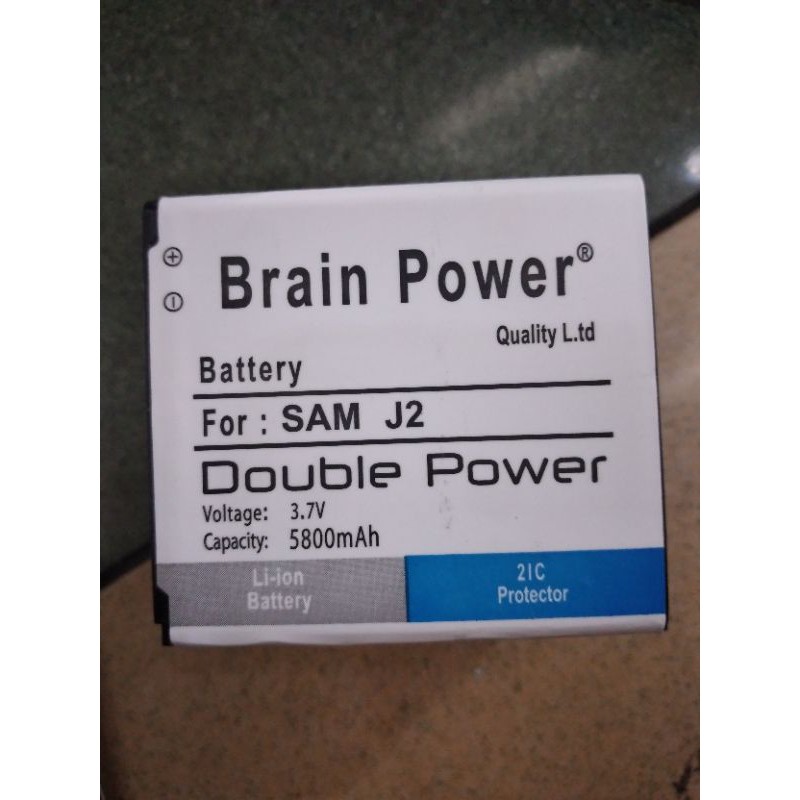 Brain Power®
Quality L.td
Battery
For : SAM J2
Double Power
Voltage: 3.7V
Capacity: 5800mAh
Li-ion
Battery
2IC
Protector